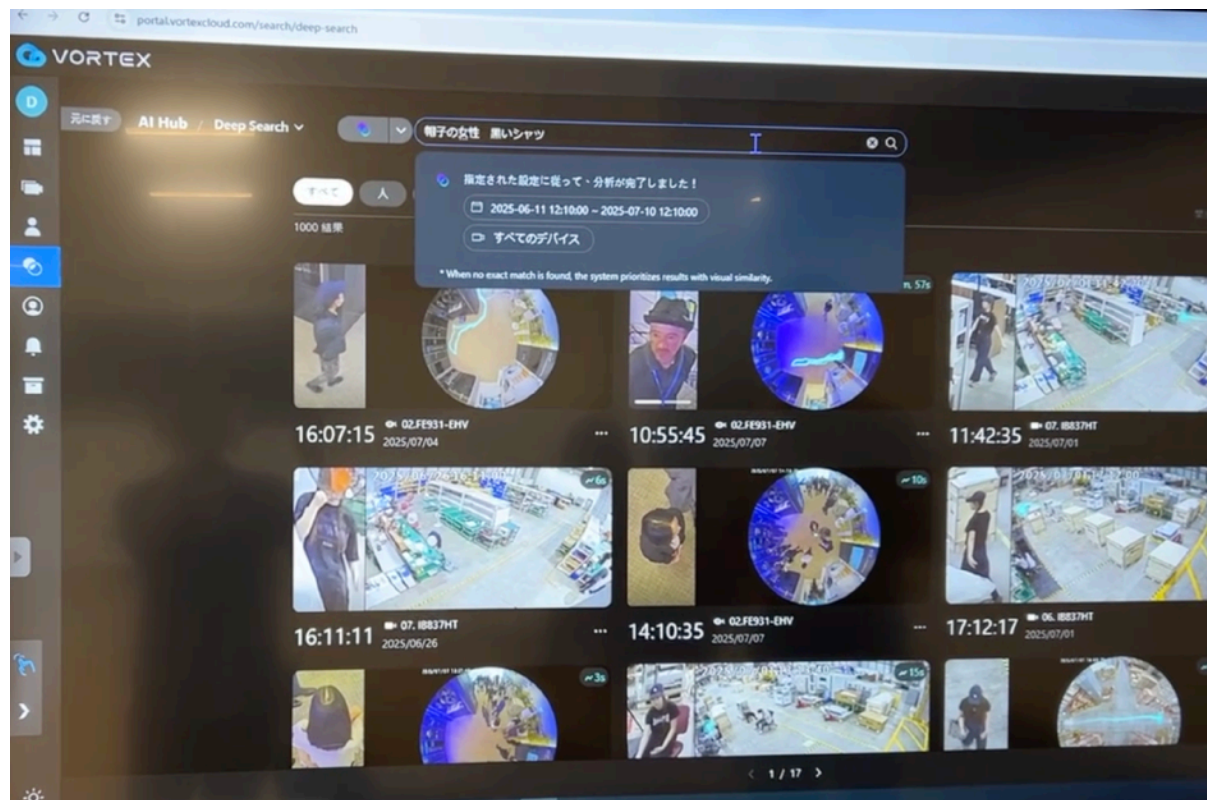 portal.vortexcloud.com/search/deep-search
VORTEX
D
元に戻す
AI Hub / Deep Search
帽子の女性 黒いシャツ
指定された設定に従って、分析が完了しました！
2025-06-11 12:10:00 ~ 2025-07-10 12:10:00
すべてのデバイス
* When no exact match is found, the system prioritizes results with visual similarity.
すべて 人
1000 結果
n. 57s
16:07:15 02.FE931-EHV
2025/07/04
10:55:45 02.FE931-EHV
2025/07/07
11:42:35 07. IB837HT
2025/07/01
6s
10s
16:11:11 07. IB837HT
2025/06/26
14:10:35 02.FE931-EHV
2025/07/07
17:12:17 06. IB837HT
2025/07/01
3s
15s
1 / 17